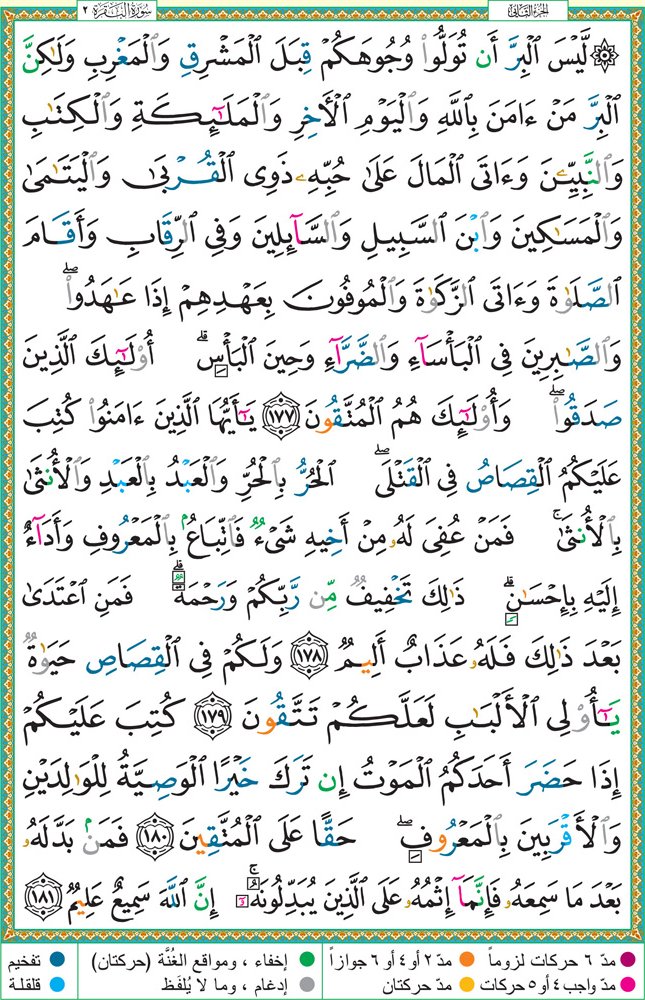 سُورَةُ الْبَقَرَة ٢
الجزء الثاني
۞ لَّيْسَ ٱلْبِرَّ أَن تُوَلُّوا۟ وُجُوهَكُمْ قِبَلَ ٱلْمَشْرِقِ وَٱلْمَغْرِبِ وَلَٰكِنَّ
ٱلْبِرَّ مَنْ ءَامَنَ بِٱللَّهِ وَٱلْيَوْمِ ٱلْأَخِرِ وَٱلْمَلَٰٓئِكَةِ وَٱلْكِتَٰبِ
وَٱلنَّبِيِّۦنَ وَءَاتَى ٱلْمَالَ عَلَىٰ حُبِّهِۦ ذَوِى ٱلْقُرْبَىٰ وَٱلْيَتَٰمَىٰ
وَٱلْمَسَٰكِينَ وَٱبْنَ ٱلسَّبِيلِ وَٱلسَّآئِلِينَ وَفِى ٱلرِّقَابِ وَأَقَامَ
ٱلصَّلَوٰةَ وَءَاتَى ٱلزَّكَوٰةَ وَٱلْمُوفُونَ بِعَهْدِهِمْ إِذَا عَٰهَدُوا۟ۖ
وَٱلصَّٰبِرِينَ فِى ٱلْبَأْسَآءِ وَٱلضَّرَّآءِ وَحِينَ ٱلْبَأْسِۗ أُو۟لَٰٓئِكَ ٱلَّذِينَ
صَدَقُوا۟ۖ وَأُو۟لَٰٓئِكَ هُمُ ٱلْمُتَّقُونَ ١٧٧ يَٰٓأَيُّهَا ٱلَّذِينَ ءَامَنُوا۟ كُتِبَ
عَلَيْكُمُ ٱلْقِصَاصُ فِى ٱلْقَتْلَىۖ ٱلْحُرُّ بِٱلْحُرِّ وَٱلْعَبْدُ بِٱلْعَبْدِ وَٱلْأُنثَىٰ
بِٱلْأُنثَىٰۚ فَمَنْ عُفِىَ لَهُۥ مِنْ أَخِيهِ شَىْءٌ فَٱتِّبَاعٌۢ بِٱلْمَعْرُوفِ وَأَدَآءٌ
إِلَيْهِ بِإِحْسَٰنٍۗ ذَٰلِكَ تَخْفِيفٌ مِّن رَّبِّكُمْ وَرَحْمَةٌۗ فَمَنِ ٱعْتَدَىٰ
بَعْدَ ذَٰلِكَ فَلَهُۥ عَذَابٌ أَلِيمٌ ١٧٨ وَلَكُمْ فِى ٱلْقِصَاصِ حَيَوٰةٌ
يَٰٓأُو۟لِى ٱلْأَلْبَٰبِ لَعَلَّكُمْ تَتَّقُونَ ١٧٩ كُتِبَ عَلَيْكُمْ
إِذَا حَضَرَ أَحَدَكُمُ ٱلْمَوْتُ إِن تَرَكَ خَيْرًا ٱلْوَصِيَّةُ لِلْوَٰلِدَيْنِ
وَٱلْأَقْرَبِينَ بِٱلْمَعْرُوفِۖ حَقًّا عَلَى ٱلْمُتَّقِينَ ١٨٠ فَمَنۢ بَدَّلَهُۥ
بَعْدَ مَا سَمِعَهُۥ فَإِنَّمَآ إِثْمُهُۥ عَلَى ٱلَّذِينَ يُبَدِّلُونَهُۥٓۚ إِنَّ ٱللَّهَ سَمِيعٌ عَلِيمٌ ١٨١
مدّ ٦ حركات لزوماً مدّ ٢ أو ٤ أو ٦ جوازاً إخفاء ، ومواقع الغُنَّة (حركتان) تفخيم
مدّ واجب ٤ أو ٥ حركات مدّ حركتان إدغام ، وما لا يُلفَظ قلقلة